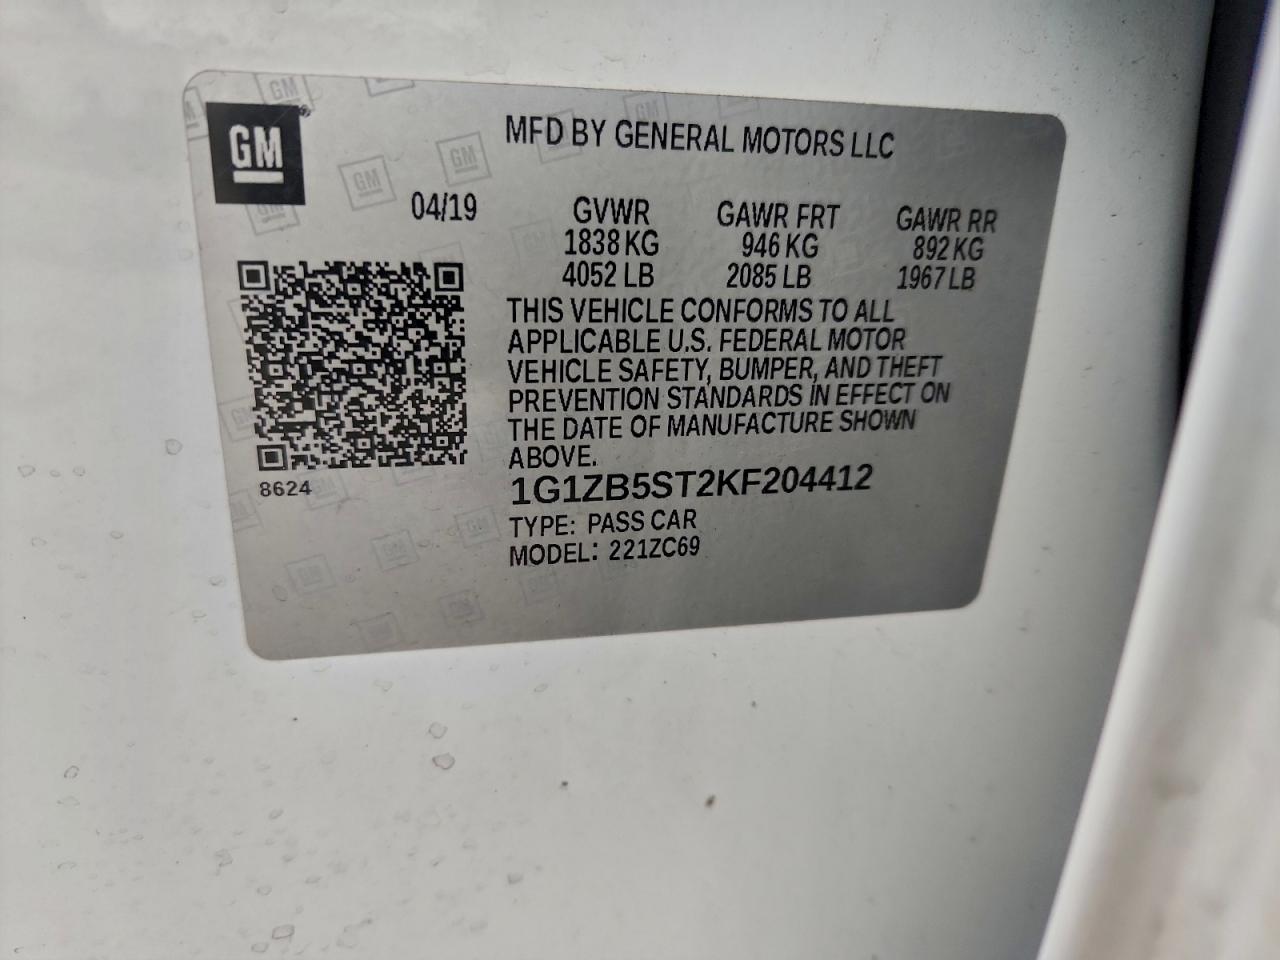 GM
MFD BY GENERAL MOTORS LLC
04/19
GVWR GAWR FRT GAWR RR
1838 KG 946 KG 892 KG
4052 LB 2085 LB 1967 LB
THIS VEHICLE CONFORMS TO ALL
APPLICABLE U.S. FEDERAL MOTOR
VEHICLE SAFETY, BUMPER, AND THEFT
PREVENTION STANDARDS IN EFFECT ON
THE DATE OF MANUFACTURE SHOWN
ABOVE.
8624
1G1ZB5ST2KF204412
TYPE: PASS CAR
MODEL: 221ZC69